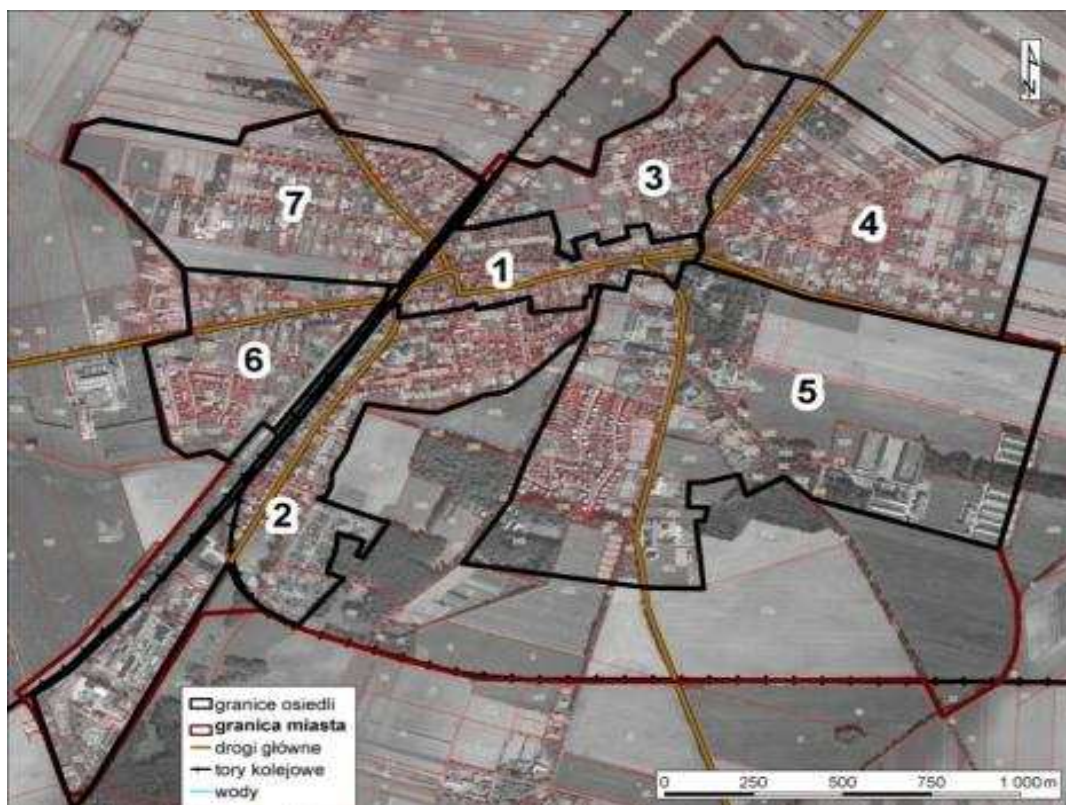 N
3
7
4
1
6
5
2
granice osiedli
granica miasta
drogi główne
tory kolejowe
wody
0 250 500 750 1 000 m